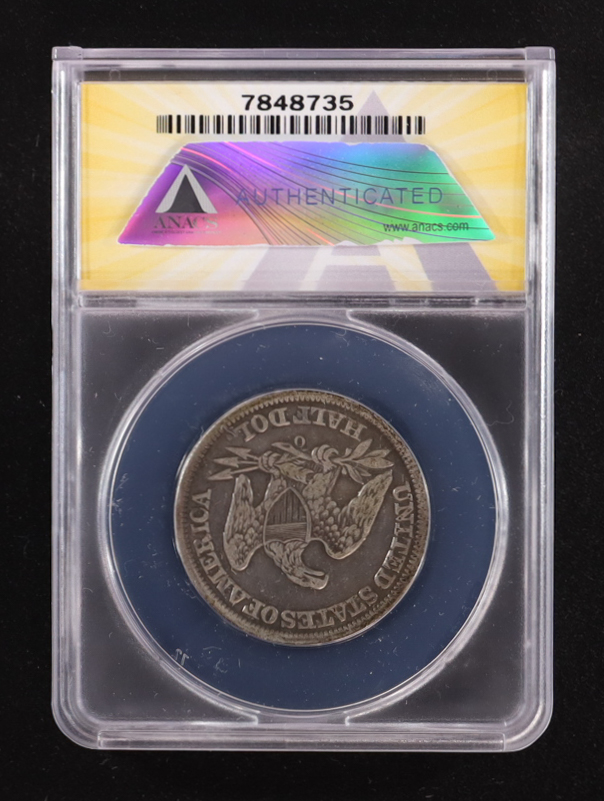 7848735
ANACS
AUTHENTICATED
www.anacs.com
UNITED STATES OF AMERICA
HALF DOL.
O